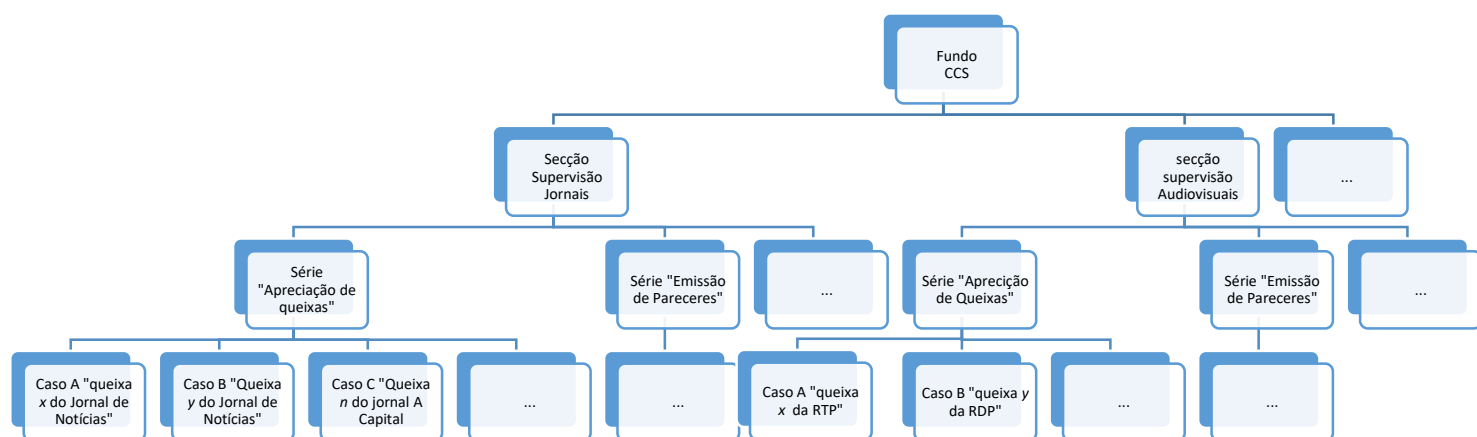 Fundo
CCS
Secção
Supervisão
Jornais
secção
supervisão
Audiovisuais
...
Série
"Apreciação de
queixas"
Série "Emissão
de Pareceres"
...
Série "Aprecição
de Queixas"
Série "Emissão
de Pareceres"
...
Caso A "queixa
x do Jornal de
Notícias"
Caso B "Queixa
y do Jornal de
Notícias"
Caso C "Queixa
n do jornal A
Capital
...
...
Caso A "queixa
x da RTP"
Caso B "queixa y
da RDP"
...
...